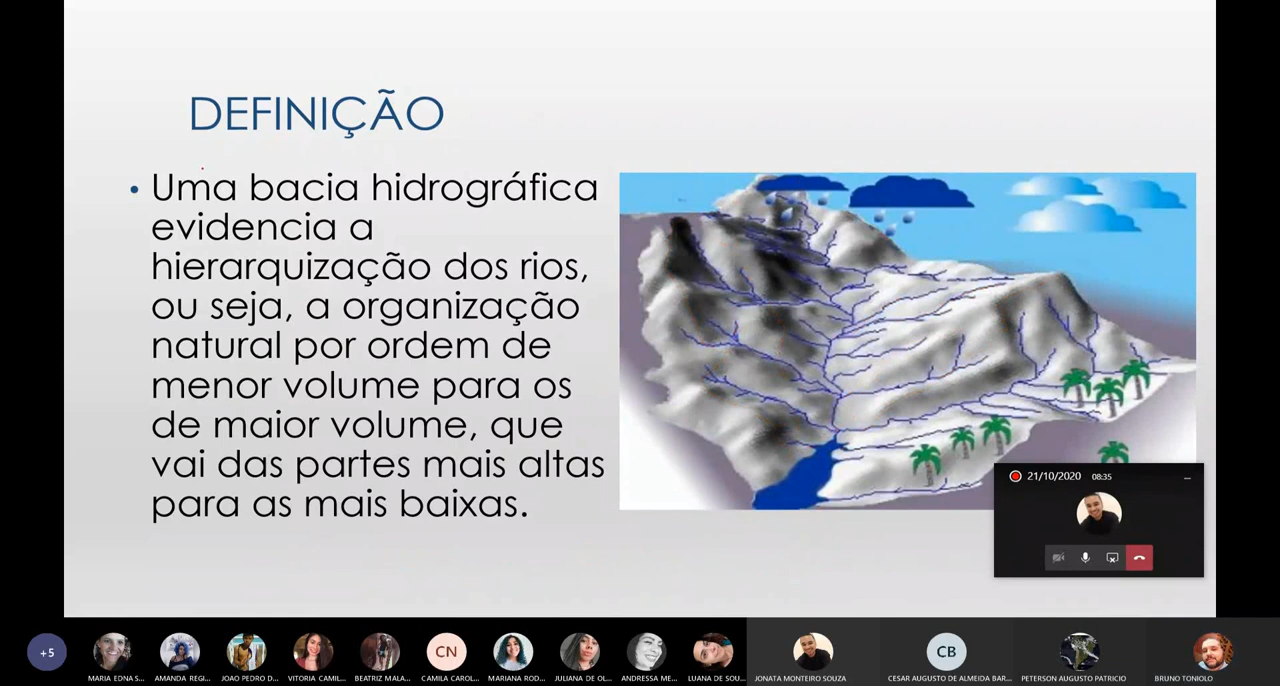 DEFINIÇÃO
• Uma bacia hidrográfica
evidencia a
hierarquização dos rios,
ou seja, a organização
natural por ordem de
menor volume para os
de maior volume, que
vai das partes mais altas
para as mais baixas.
21/10/2020 08:35
+5
CN
CB
MARIA EDNA S...
AMANDA REGI...
JOAO PEDRO D...
VITORIA CAMIL...
BEATRIZ MALA...
CAMILA CAROL...
MARIANA ROD...
JULIANA DE OL...
ANDRESSA ME...
LUANA DE SOU...
JONATA MONTEIRO SOUZA
CESAR AUGUSTO DE ALMEIDA BAR...
PETERSON AUGUSTO PATRICIO
BRUNO TONIOLO